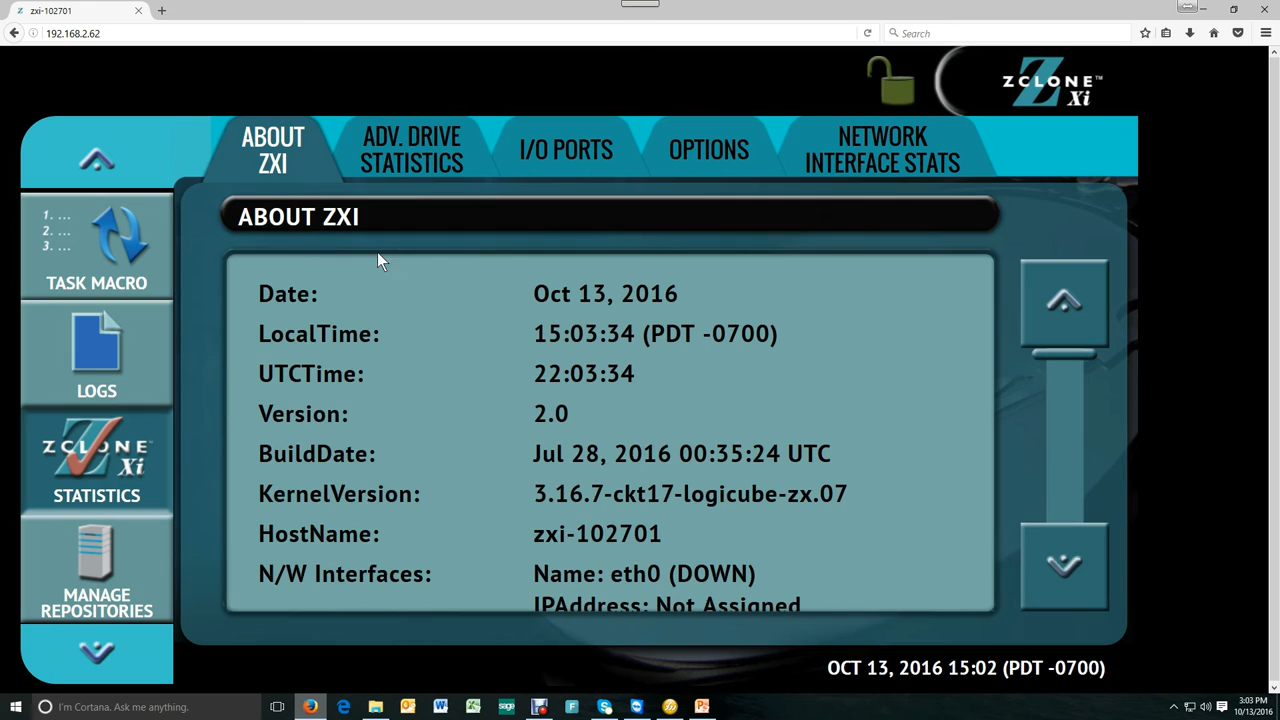 zxi-102701
192.168.2.62
Search
ZCLONE™
Xi
ABOUT
ZXI
ADV. DRIVE
STATISTICS
I/O PORTS
OPTIONS
NETWORK
INTERFACE STATS
ABOUT ZXI
1. ...
2. ...
3. ...
TASK MACRO
LOGS
ZCLONE™
Xi
STATISTICS
MANAGE
REPOSITORIES
Date: Oct 13, 2016
LocalTime: 15:03:34 (PDT -0700)
UTCTime: 22:03:34
Version: 2.0
BuildDate: Jul 28, 2016 00:35:24 UTC
KernelVersion: 3.16.7-ckt17-logicube-zx.07
HostName: zxi-102701
N/W Interfaces: Name: eth0 (DOWN)
IPAddress: Not Assigned
OCT 13, 2016 15:02 (PDT -0700)
I'm Cortana. Ask me anything.
sage
3:03 PM
10/13/2016